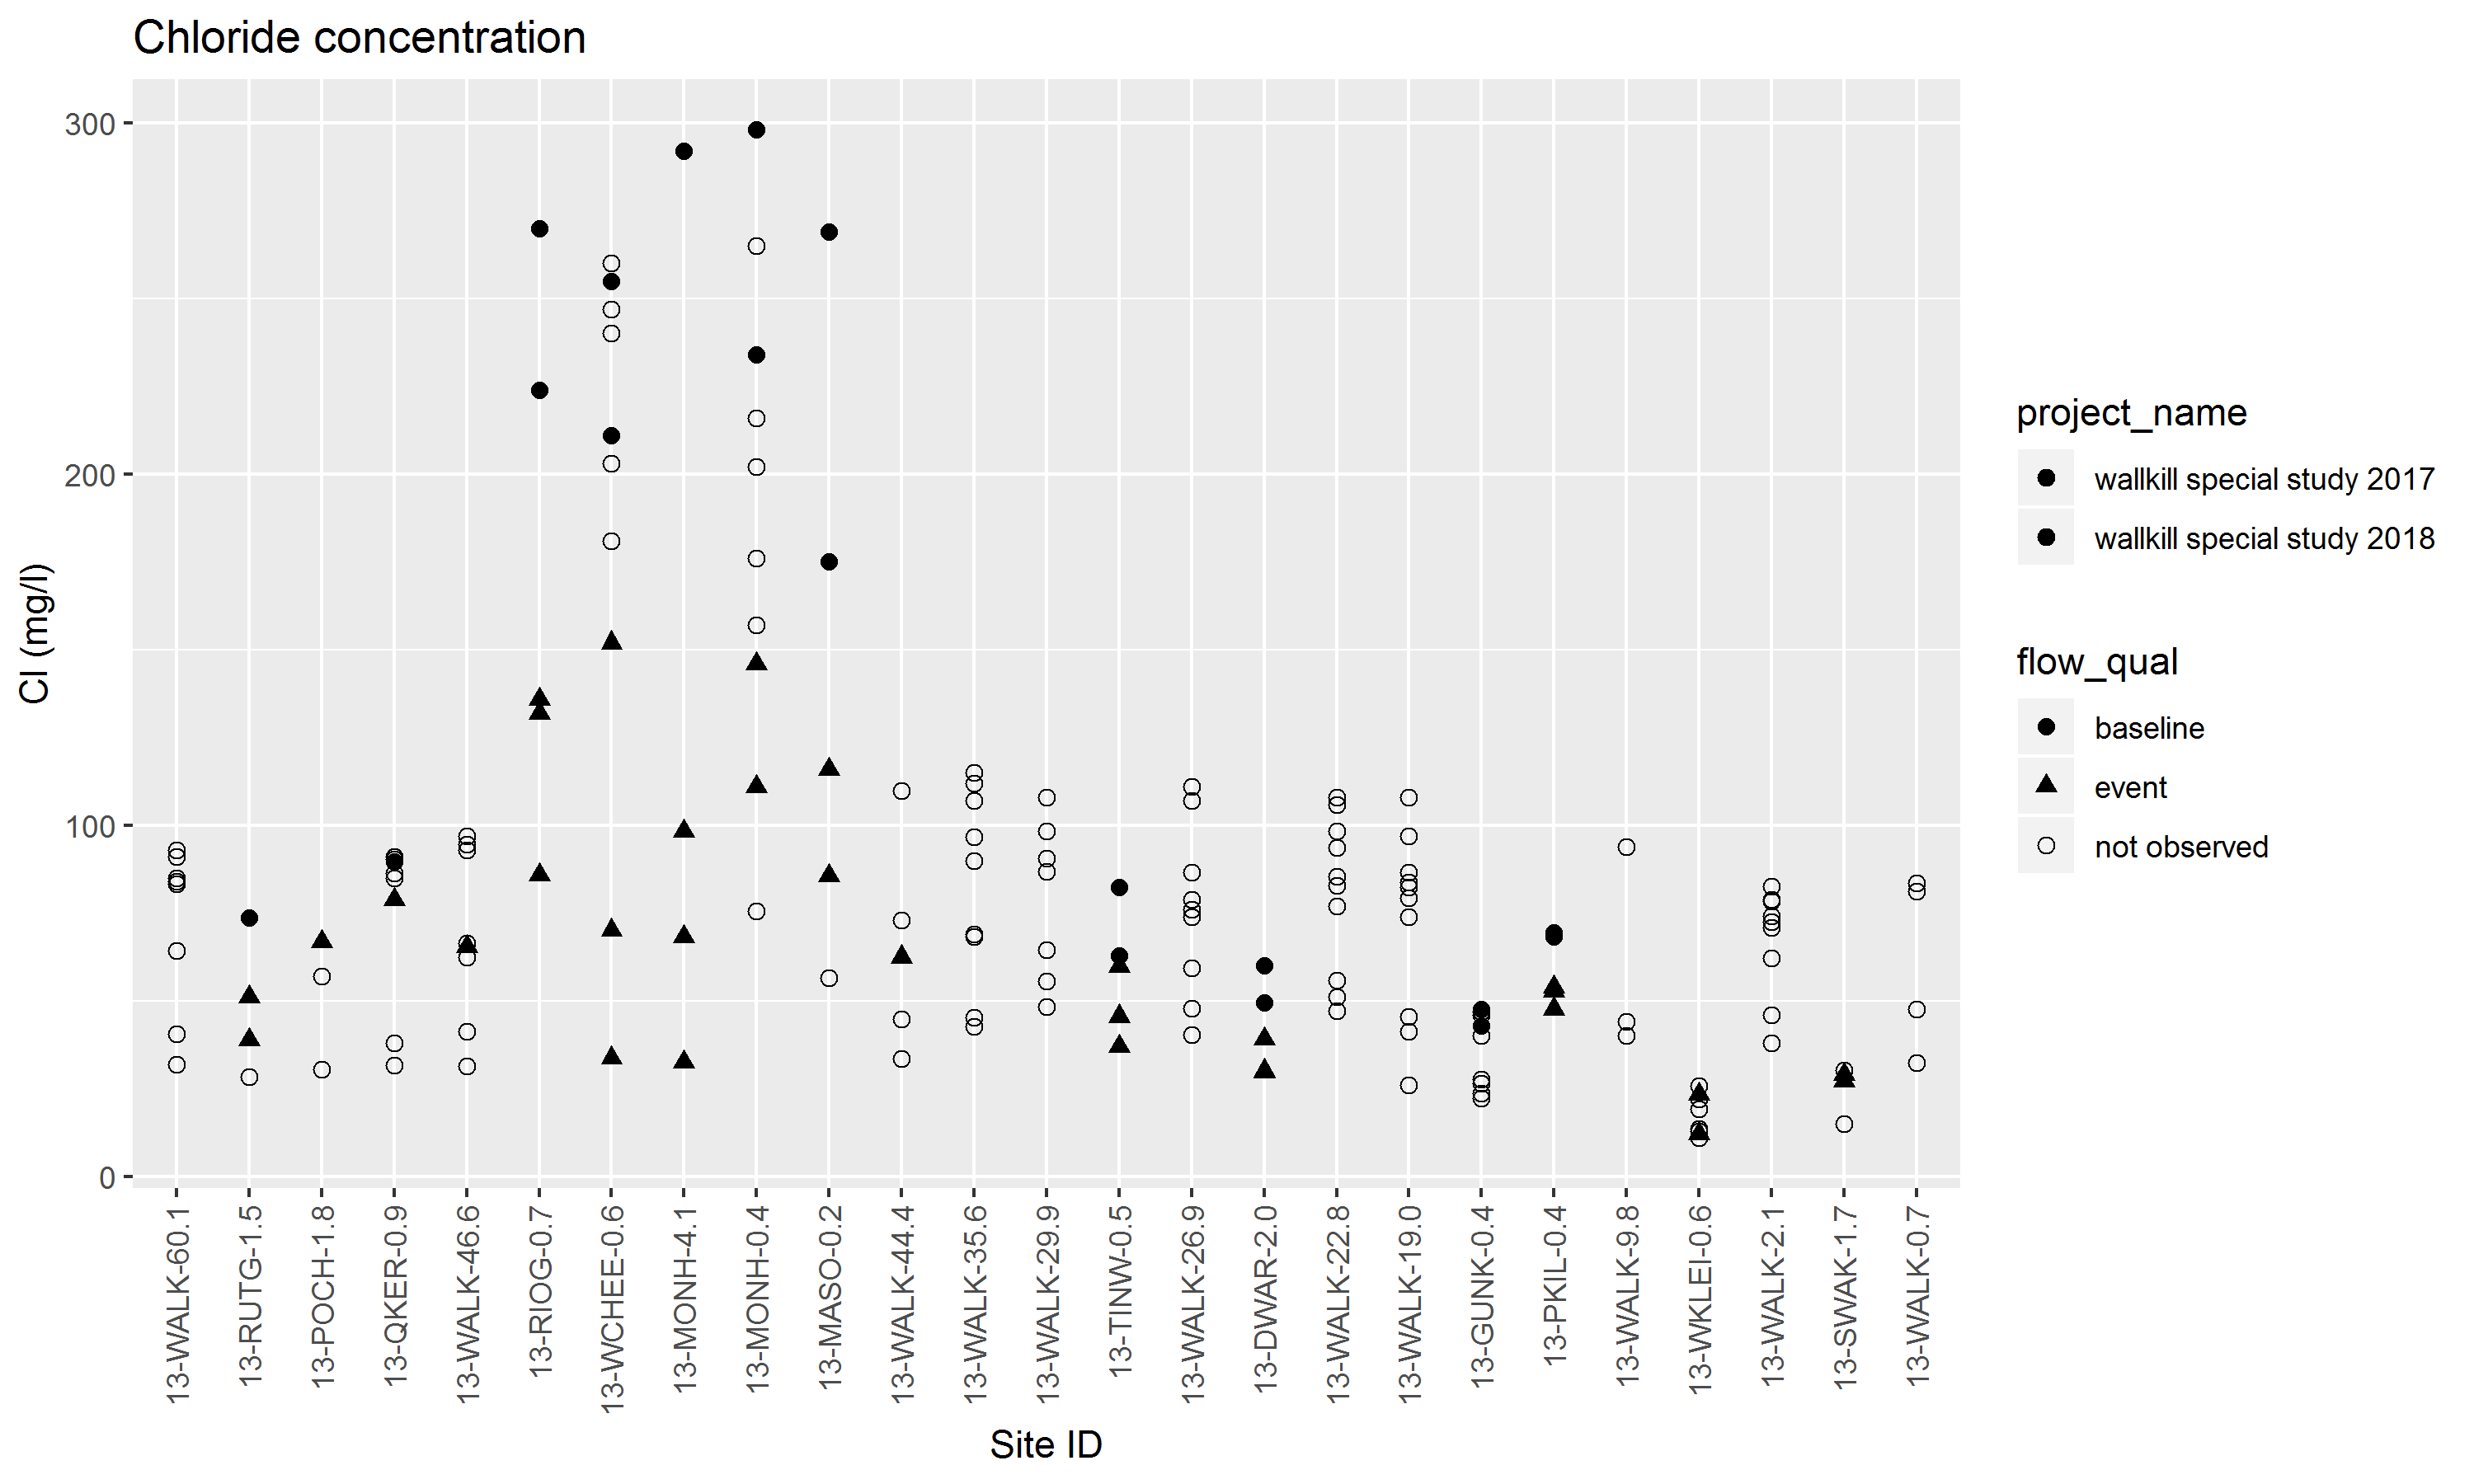 Chloride concentration
300
200
100
0
Cl (mg/l)
13-WALK-60.1
13-RUTG-1.5
13-POCH-1.8
13-QKER-0.9
13-WALK-46.6
13-RIOG-0.7
13-WCHEE-0.6
13-MONH-4.1
13-MONH-0.4
13-MASO-0.2
13-WALK-44.4
13-WALK-35.6
13-WALK-29.9
13-TINW-0.5
13-WALK-26.9
13-DWAR-2.0
13-WALK-22.8
13-WALK-19.0
13-GUNK-0.4
13-PKIL-0.4
13-WALK-9.8
13-WKLEI-0.6
13-WALK-2.1
13-SWAK-1.7
13-WALK-0.7
Site ID
project_name
wallkill special study 2017
wallkill special study 2018
flow_qual
baseline
event
not observed